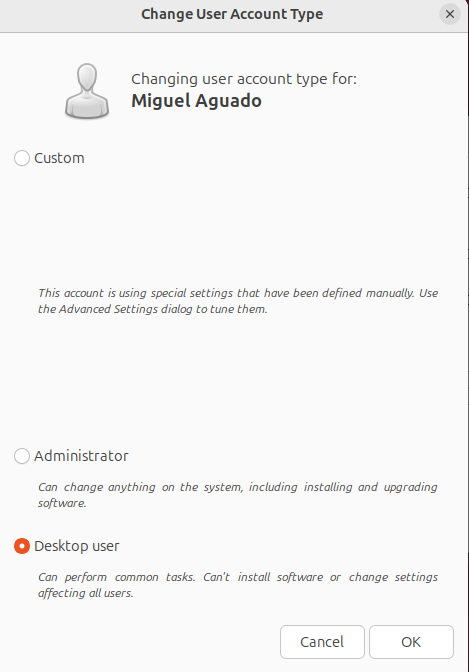 Change User Account Type
Changing user account type for:
Miguel Aguado
Custom
This account is using special settings that have been defined manually. Use
the Advanced Settings dialog to tune them.
Administrator
Can change anything on the system, including installing and upgrading
software.
Desktop user
Can perform common tasks. Can't install software or change settings
affecting all users.
Cancel
OK